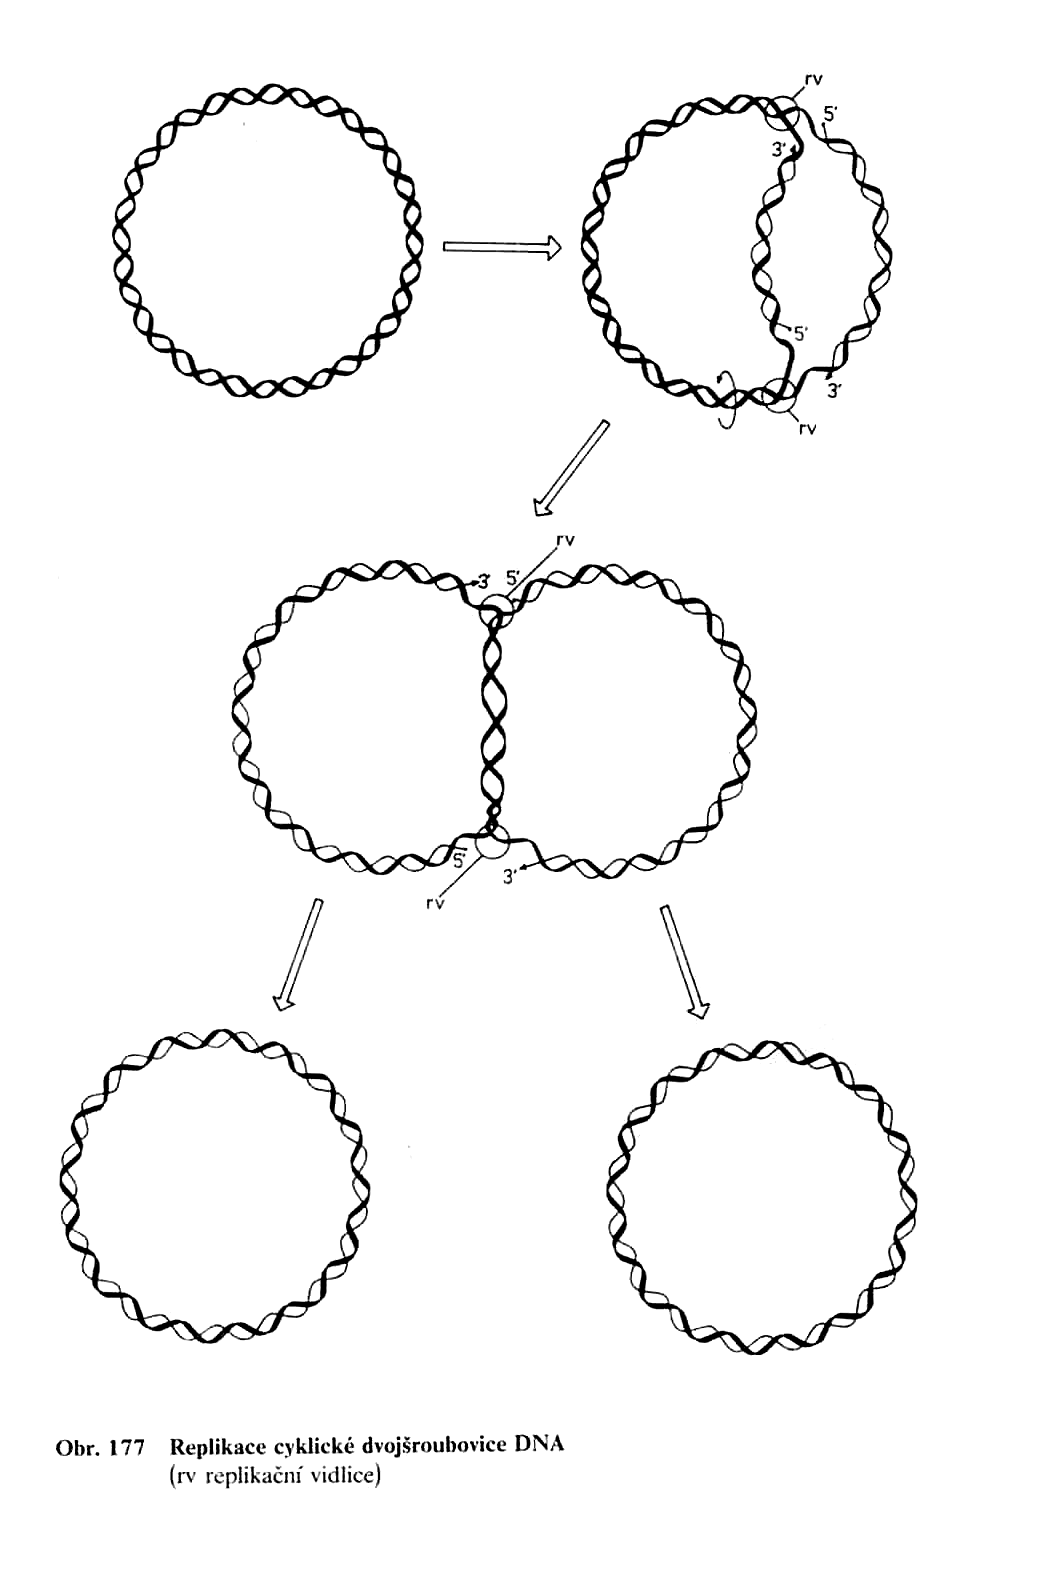 rv
5'
3'
5'
3'
rv
rv
3'
5'
5'
3'
rv
Obr. 177 Replikace cyklické dvojšroubovice DNA
(rv replikační vidlice)